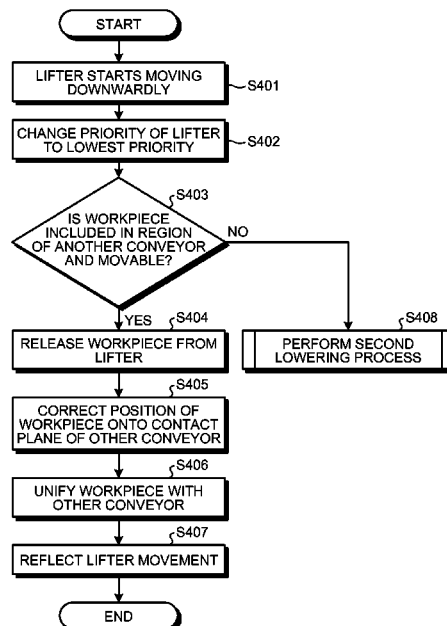 START
LIFTER STARTS MOVING
DOWNWARDLY
S401
CHANGE PRIORITY OF LIFTER
TO LOWEST PRIORITY
S402
S403
IS WORKPIECE
INCLUDED IN REGION
OF ANOTHER CONVEYOR
AND MOVABLE?
NO
YES
S404
RELEASE WORKPIECE FROM
LIFTER
S408
PERFORM SECOND
LOWERING PROCESS
S405
CORRECT POSITION OF
WORKPIECE ONTO CONTACT
PLANE OF OTHER CONVEYOR
S406
UNIFY WORKPIECE WITH
OTHER CONVEYOR
S407
REFLECT LIFTER MOVEMENT
END